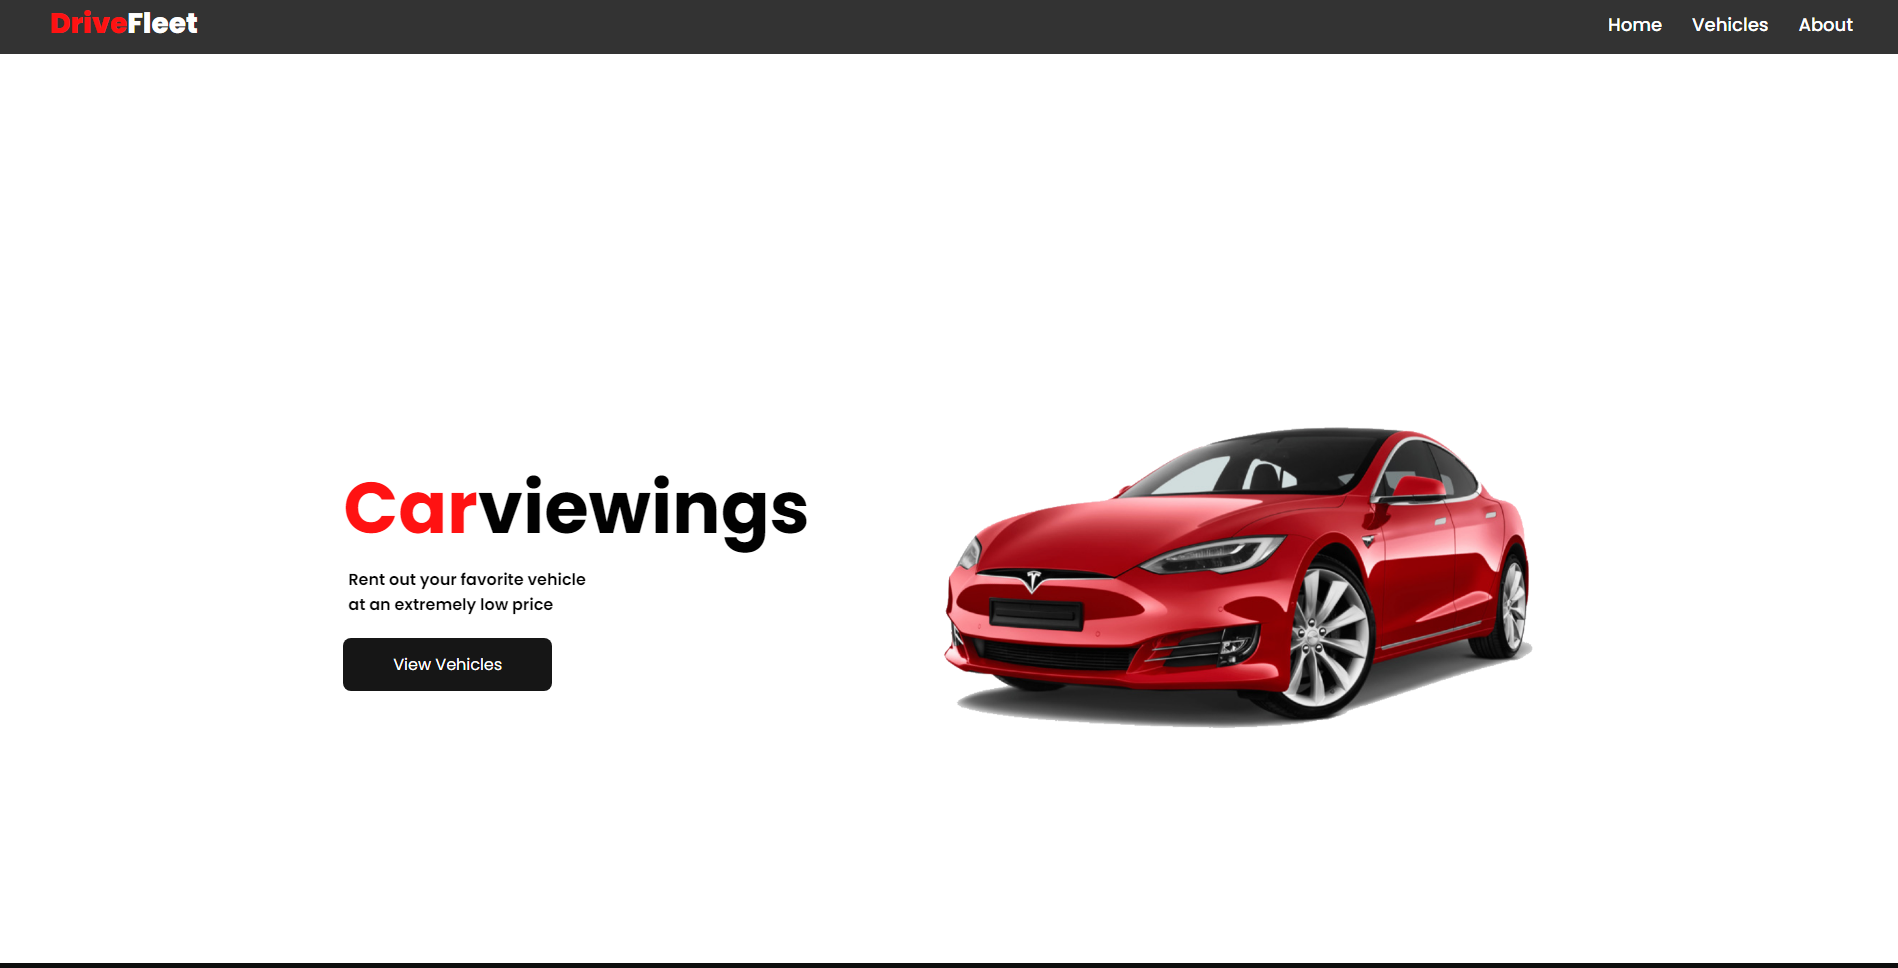 DriveFleet
Home Vehicles About
Carviewings
Rent out your favorite vehicle
at an extremely low price
View Vehicles